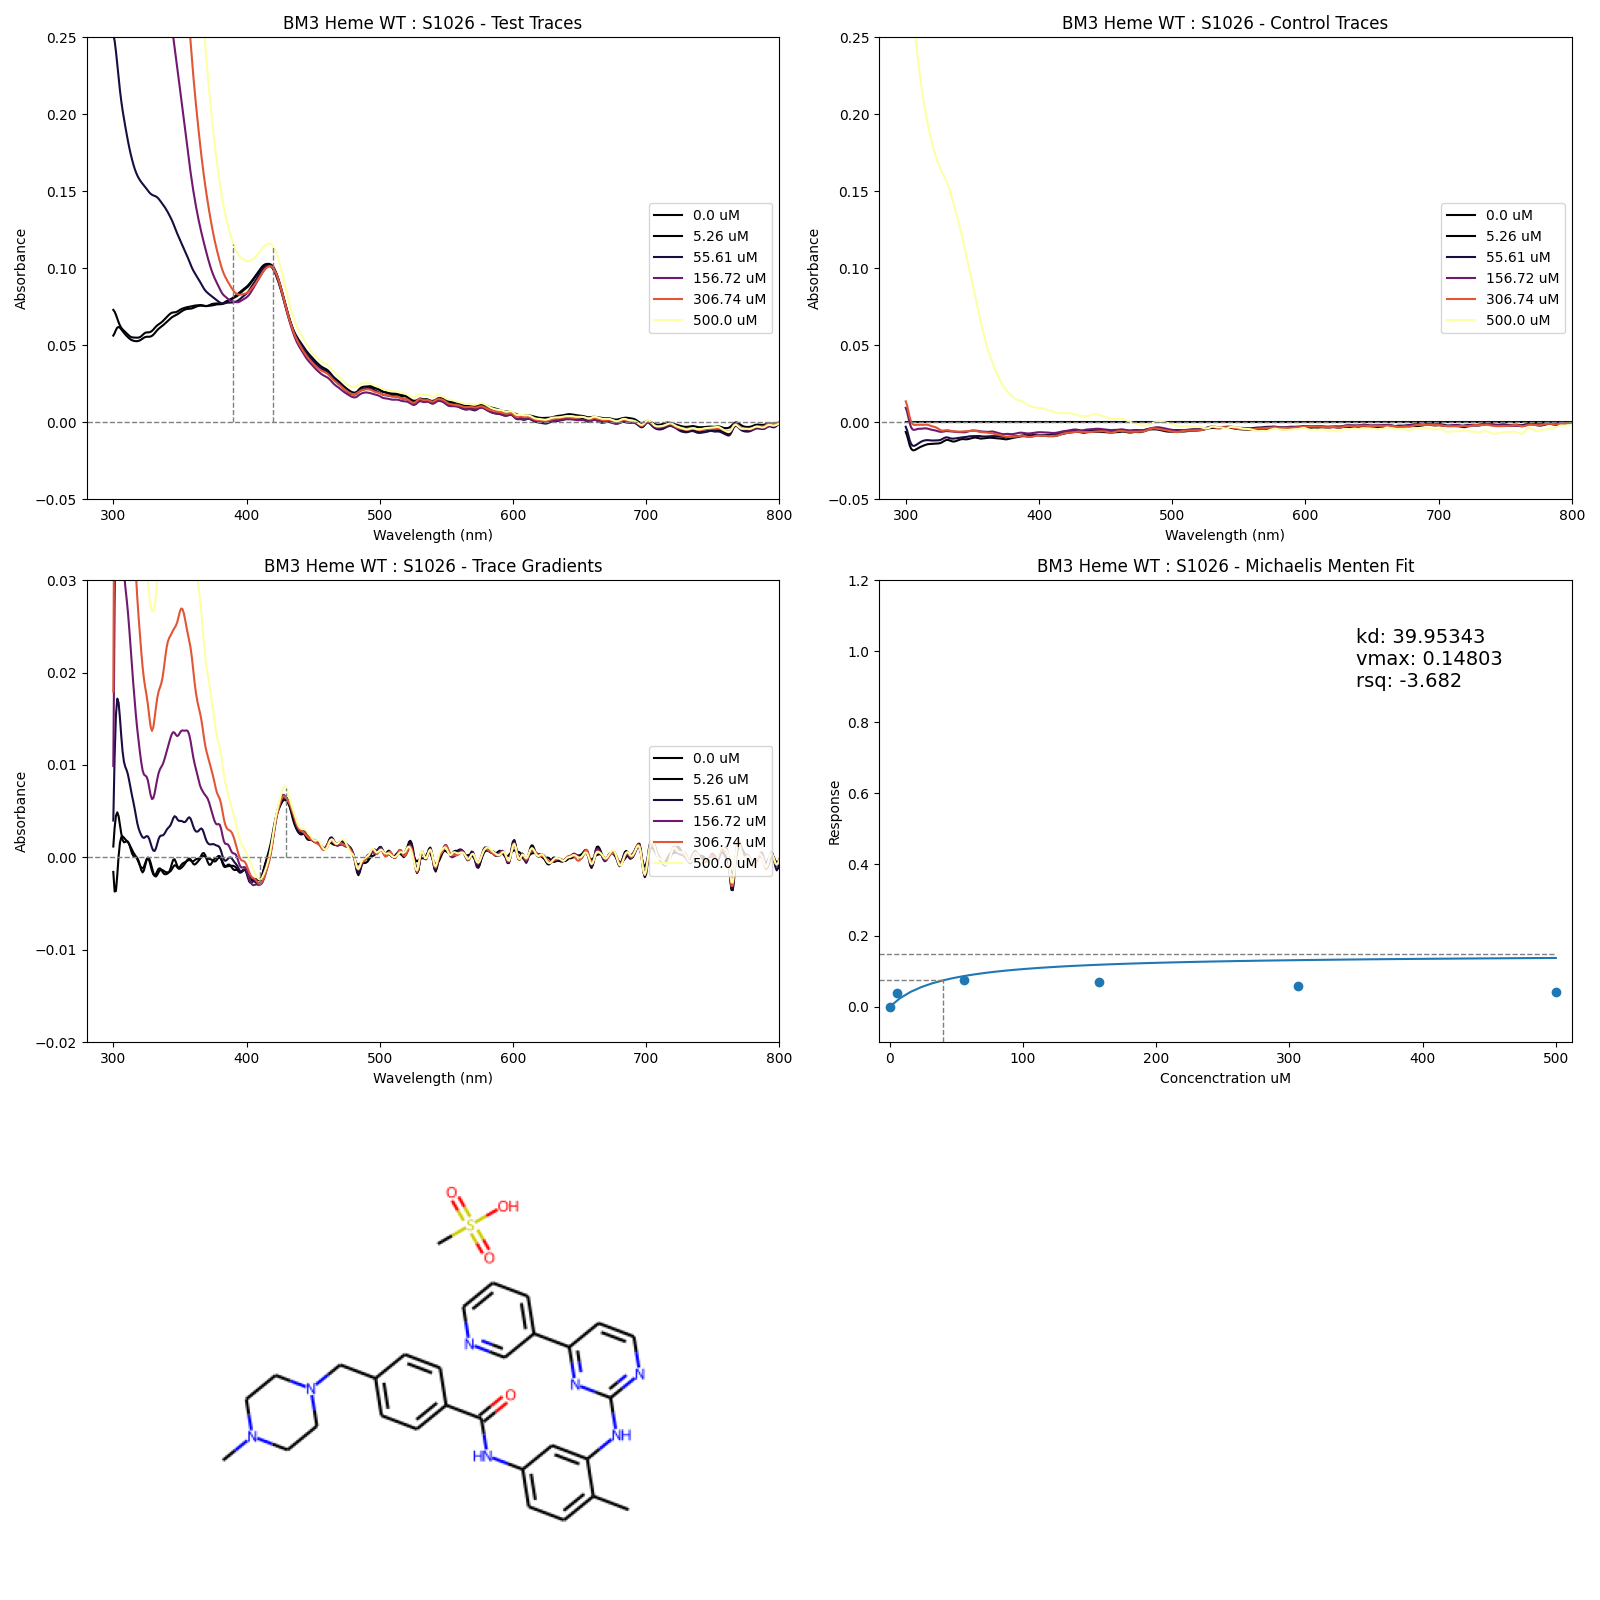 BM3 Heme WT : S1026 - Test Traces
Absorbance
0.25
0.20
0.15
0.10
0.05
0.00
−0.05
300 400 500 600 700 800
Wavelength (nm)
0.0 uM
5.26 uM
55.61 uM
156.72 uM
306.74 uM
500.0 uM
BM3 Heme WT : S1026 - Control Traces
Absorbance
0.25
0.20
0.15
0.10
0.05
0.00
−0.05
300 400 500 600 700 800
Wavelength (nm)
0.0 uM
5.26 uM
55.61 uM
156.72 uM
306.74 uM
500.0 uM
BM3 Heme WT : S1026 - Trace Gradients
Absorbance
0.03
0.02
0.01
0.00
−0.01
−0.02
300 400 500 600 700 800
Wavelength (nm)
0.0 uM
5.26 uM
55.61 uM
156.72 uM
306.74 uM
500.0 uM
BM3 Heme WT : S1026 - Michaelis Menten Fit
Response
1.2
1.0
0.8
0.6
0.4
0.2
0.0
0 100 200 300 400 500
Concenctration uM
kd: 39.95343
vmax: 0.14803
rsq: -3.682
O
OH
S
O
N
N
N
N
O
N
NH
HN